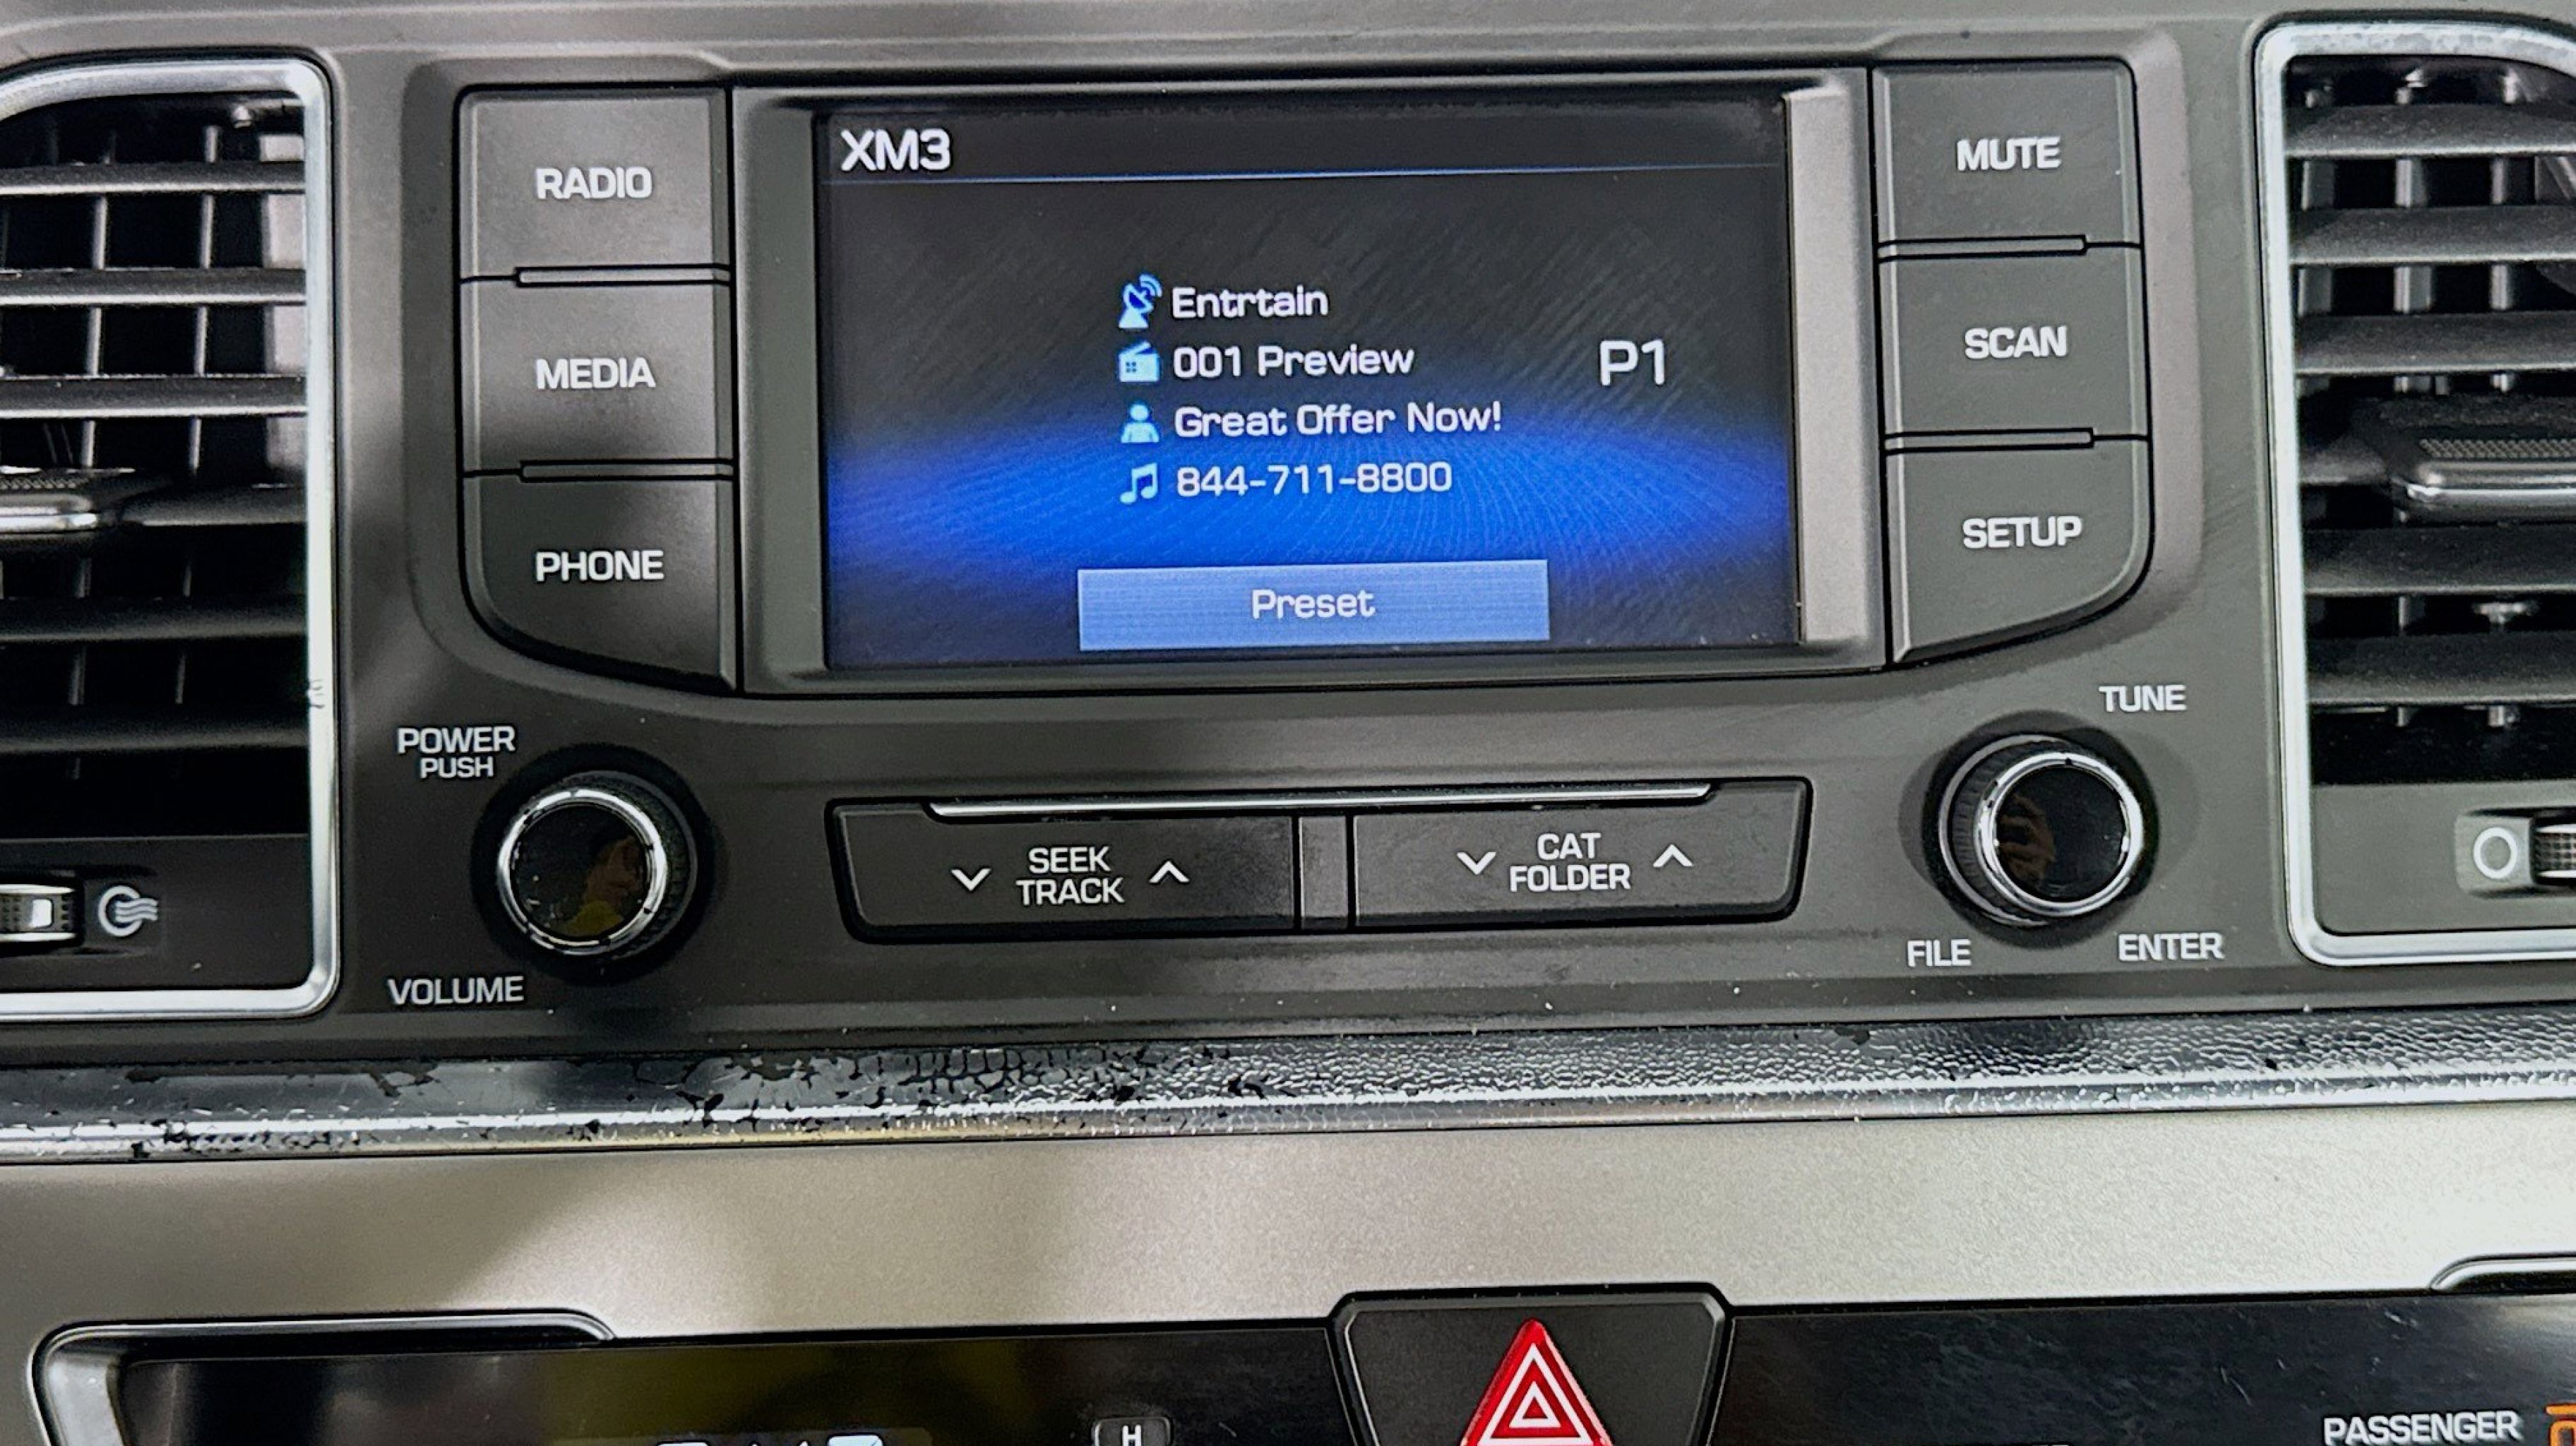 XM3
RADIO
MEDIA
PHONE
Entrtain
001 Preview
Great Offer Now!
844-711-8800
P1
Preset
MUTE
SCAN
SETUP
POWER
PUSH
VOLUME
SEEK
TRACK
CAT
FOLDER
TUNE
FILE
ENTER
H
PASSENGER